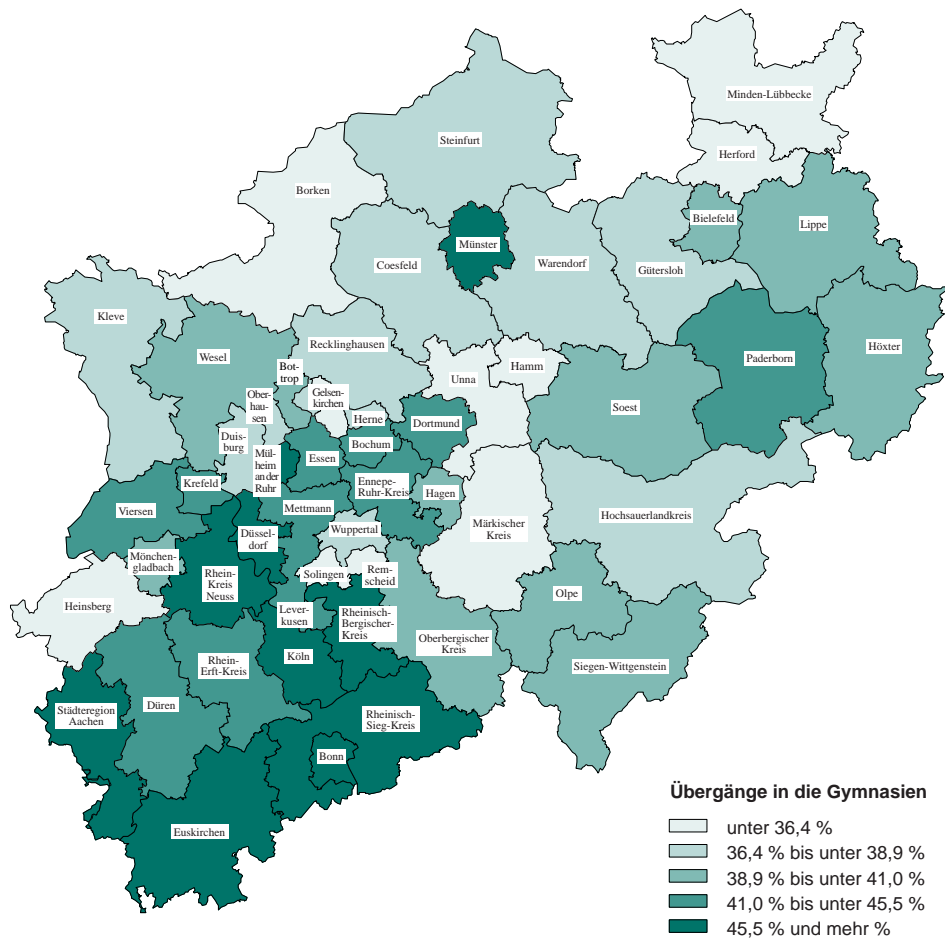 Minden-Lübbecke
Steinfurt
Herford
Borken
Bielefeld
Lippe
Münster
Coesfeld
Warendorf
Gütersloh
Kleve
Recklinghausen
Wesel
Paderborn
Höxter
Bot-
trop
Unna
Hamm
Gelsen-
kirchen
Ober-
hausen
Soest
Herne
Dortmund
Duis-
burg
Bochum
Essen
Mülheim
an der
Ruhr
Krefeld
Ennepe-
Ruhr-Kreis
Hagen
Viersen
Mettmann
Hochsauerlandkreis
Wuppertal
Märkischer
Kreis
Düssel-
dorf
Mönchen-
gladbach
Solingen
Rem-
scheid
Rhein-
Kreis
Neuss
Heinsberg
Olpe
Lever-
kusen
Rheinisch-
Bergischer-
Kreis
Oberbergischer
Kreis
Köln
Rhein-
Erft-Kreis
Siegen-Wittgenstein
Städteregion
Aachen
Düren
Rheinisch-
Sieg-Kreis
Bonn
Euskirchen
Übergänge in die Gymnasien
unter 36,4 %
36,4 % bis unter 38,9 %
38,9 % bis unter 41,0 %
41,0 % bis unter 45,5 %
45,5 % und mehr %